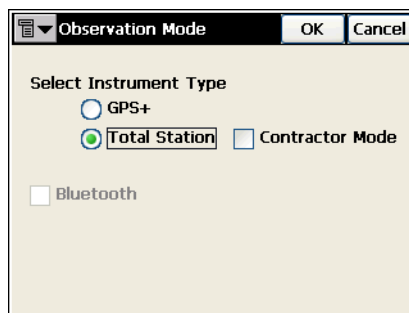 Observation Mode OK Cancel
Select Instrument Type
GPS+
Total Station Contractor Mode
Bluetooth